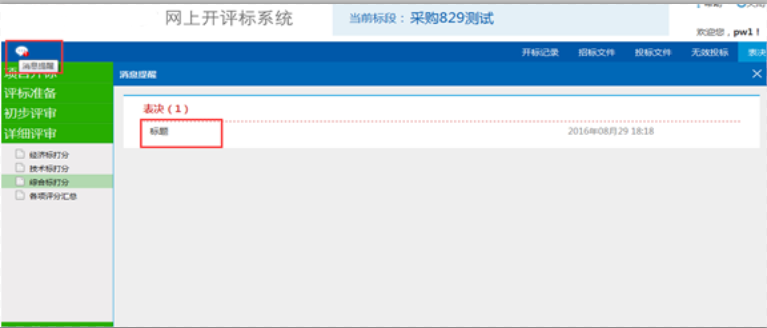 网上开评标系统
当前标段：采购829测试
欢迎您，pw1！
消息提醒
开标记录 招标文件 投标文件 无效投标 表决
项目开标
消息提醒
评标准备
初步评审
详细评审
表决（1）
标题 2016年08月29 18:18
经济标打分
技术标打分
综合标打分
各项评分汇总